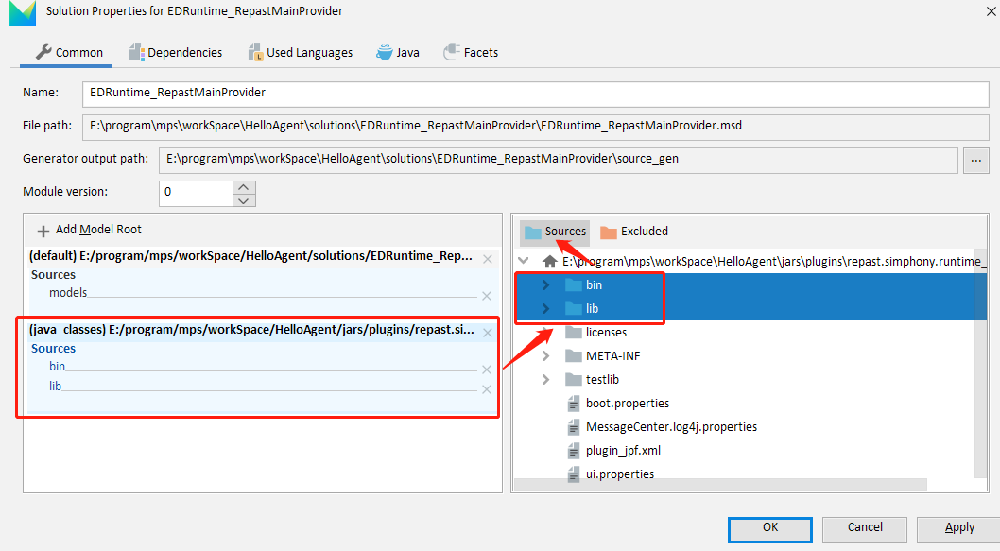 Solution Properties for EDRuntime_RepastMainProvider
Common Dependencies Used Languages Java Facets
Name: EDRuntime_RepastMainProvider
File path: E:\program\mps\workSpace\HelloAgent\solutions\EDRuntime_RepastMainProvider\EDRuntime_RepastMainProvider.msd
Generator output path: E:\program\mps\workSpace\HelloAgent\solutions\EDRuntime_RepastMainProvider\source_gen ...
Module version: 0
Add Model Root
(default) E:/program/mps/workSpace/HelloAgent/solutions/EDRuntime_Rep...
Sources
models
(java_classes) E:/program/mps/workSpace/HelloAgent/jars/plugins/repast.si...
Sources
bin
lib
Sources Excluded
E:\program\mps\workSpace\HelloAgent\jars\plugins\repast.simphony.runtime_
bin
lib
licenses
META-INF
testlib
boot.properties
MessageCenter.log4j.properties
plugin_jpf.xml
ui.properties
OK Cancel Apply